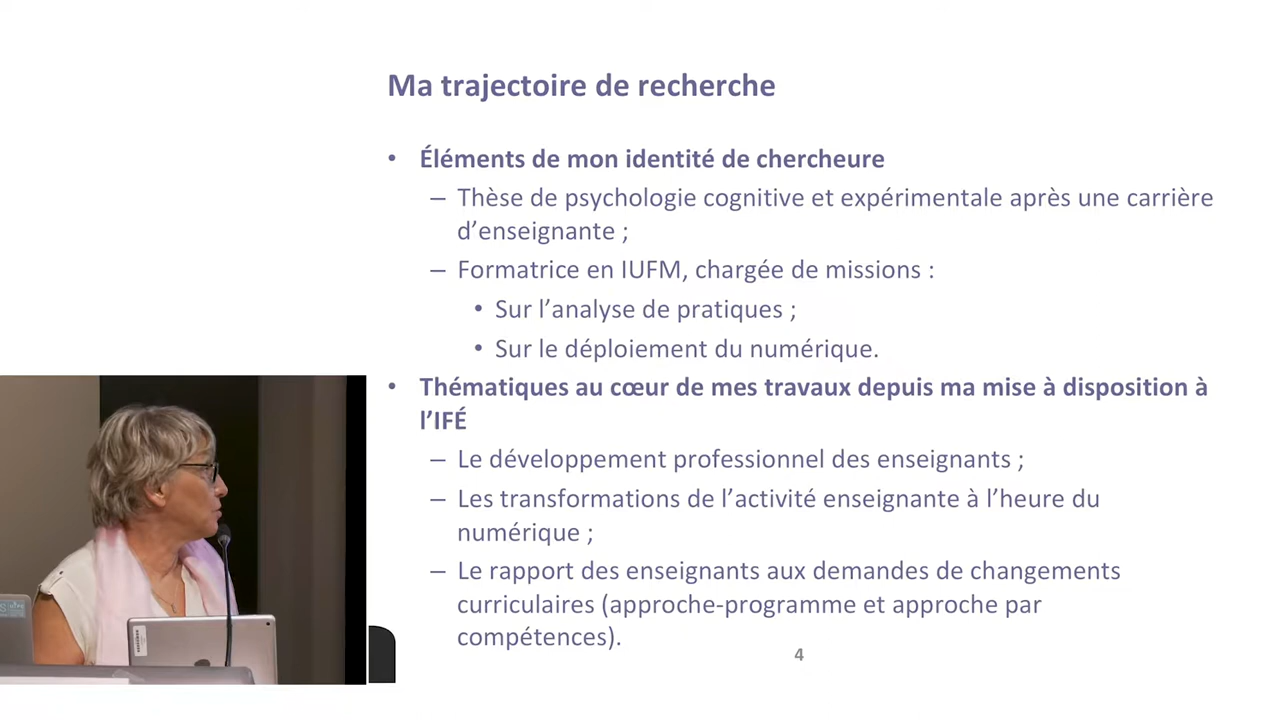 Ma trajectoire de recherche
• Éléments de mon identité de chercheure
– Thèse de psychologie cognitive et expérimentale après une carrière
d’enseignante ;
– Formatrice en IUFM, chargée de missions :
• Sur l’analyse de pratiques ;
• Sur le déploiement du numérique.
• Thématiques au cœur de mes travaux depuis ma mise à disposition à
l’IFÉ
– Le développement professionnel des enseignants ;
– Les transformations de l’activité enseignante à l’heure du
numérique ;
– Le rapport des enseignants aux demandes de changements
curriculaires (approche-programme et approche par
compétences).
4